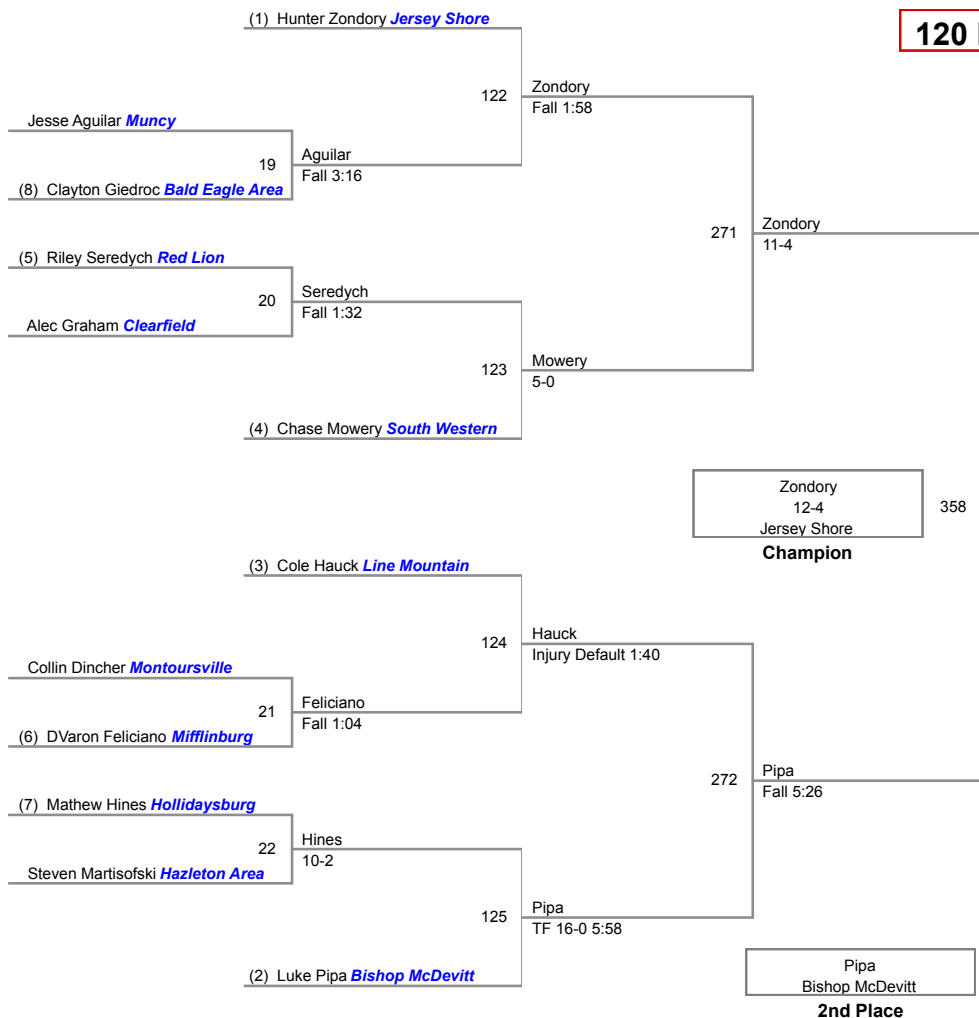 (1) Hunter Zondory Jersey Shore
120
122
Zondory
Fall 1:58
Jesse Aguilar Muncy
19
Aguilar
Fall 3:16
(8) Clayton Giedroc Bald Eagle Area
271
Zondory
11-4
(5) Riley Seredych Red Lion
20
Seredych
Fall 1:32
Alec Graham Clearfield
123
Mowery
5-0
(4) Chase Mowery South Western
Zondory
12-4
Jersey Shore
358
Champion
(3) Cole Hauck Line Mountain
124
Hauck
Injury Default 1:40
Collin Dincher Montoursville
21
Feliciano
Fall 1:04
(6) DVaron Feliciano Mifflinburg
272
Pipa
Fall 5:26
(7) Mathew Hines Hollidaysburg
22
Hines
10-2
Steven Martisofski Hazleton Area
125
Pipa
TF 16-0 5:58
(2) Luke Pipa Bishop McDevitt
Pipa
Bishop McDevitt
2nd Place